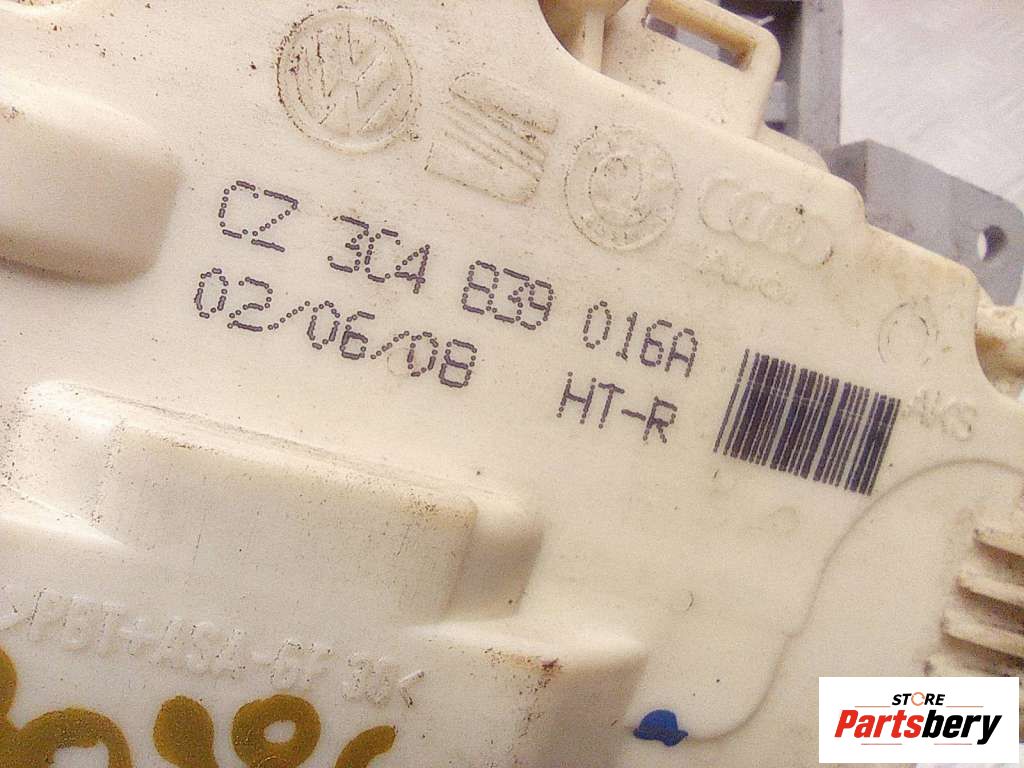 CZ 3C4 839 016A
02/06/08 HT-R
>PBT+ASA-GF 30<
STORE
Partsbery